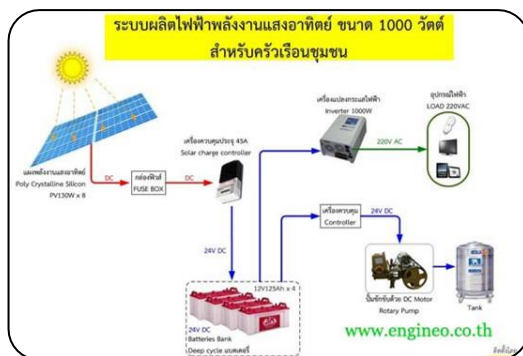 ระบบผลิตไฟฟ้าพลังงานแสงอาทิตย์ ขนาด 1000 วัตต์
สำหรับครัวเรือนชุมชน
เครื่องแปลงกระแสไฟฟ้า
Inverter 1000W
อุปกรณ์ไฟฟ้า
LOAD 220VAC
220V AC
เครื่องควบคุมประจุ 45A
Solar charge controller
DC
กล่องฟิวส์
FUSE BOX
DC
แผงพลังงานแสงอาทิตย์
Poly Crystalline Silicon
PV130W x 8
24V DC
เครื่องควบคุม
Controller
24V DC
12V125Ah x 4
24V DC
Batteries Bank
Deep cycle แบตเตอรี่
ปั๊มชักขับด้วย DC Motor
Rotary Pump
Tank
www.engineo.co.th